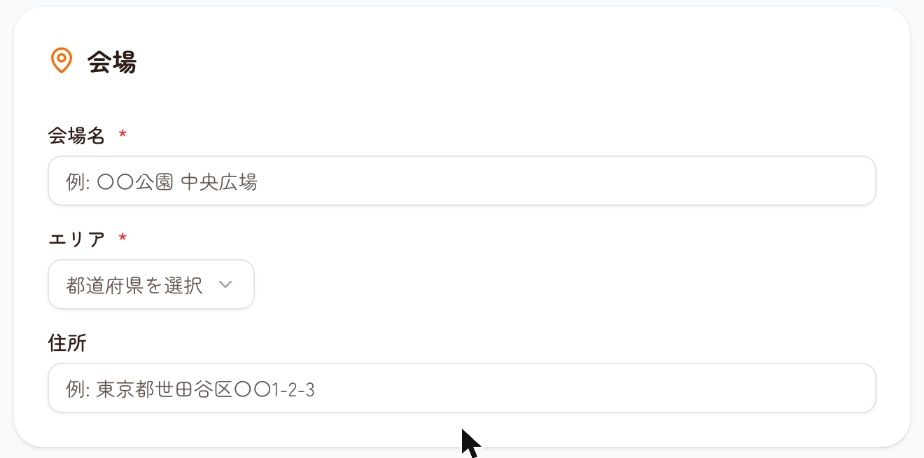 会場
会場名 *
例: 〇〇公園 中央広場
エリア *
都道府県を選択
住所
例: 東京都世田谷区〇〇1-2-3